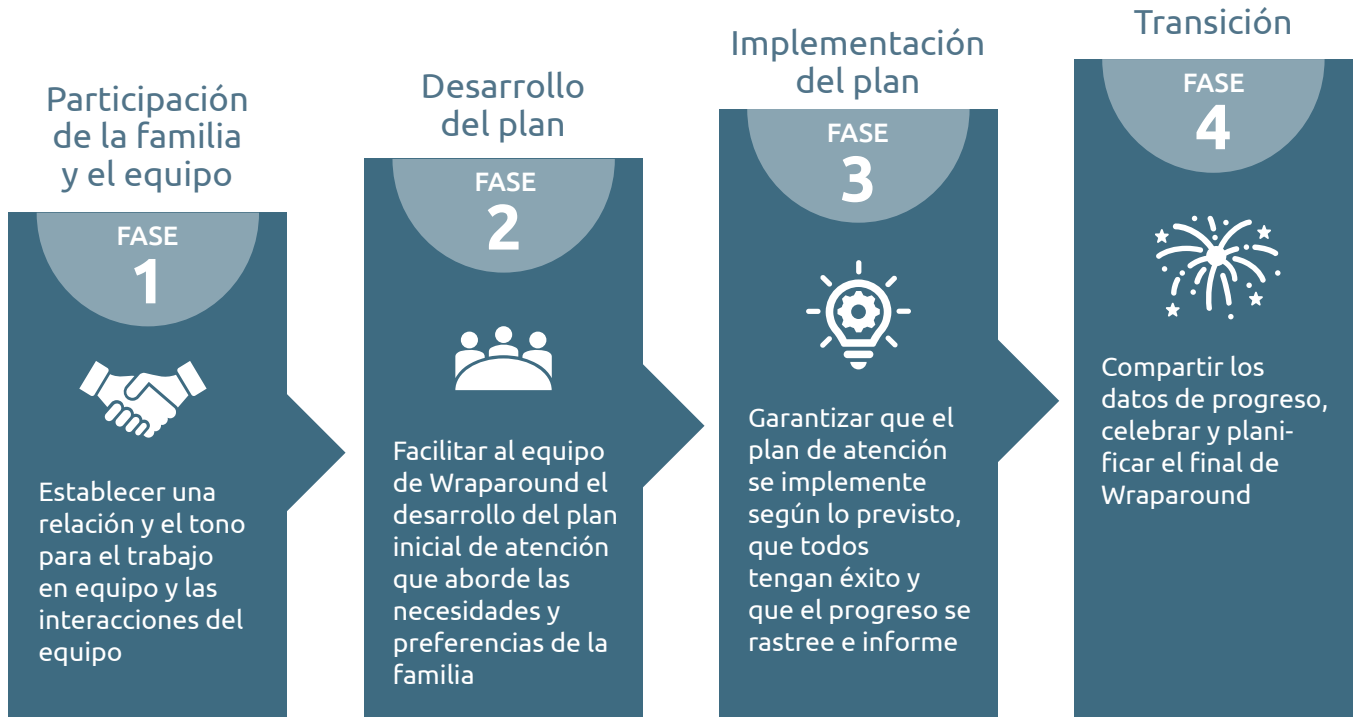 Participación
de la familia
y el equipo
FASE
1
Establecer una
relación y el tono
para el trabajo
en equipo y las
interacciones del
equipo
Desarrollo
del plan
FASE
2
Facilitar al equipo
de Wraparound el
desarrollo del plan
inicial de atención
que aborde las
necesidades y
preferencias de la
familia
Implementación
del plan
FASE
3
Garantizar que el
plan de atención
se implemente
según lo previsto,
que todos
tengan éxito y
que el progreso se
rastree e informe
Transición
FASE
4
Compartir los
datos de progreso,
celebrar y plani-
ficar el final de
Wraparound